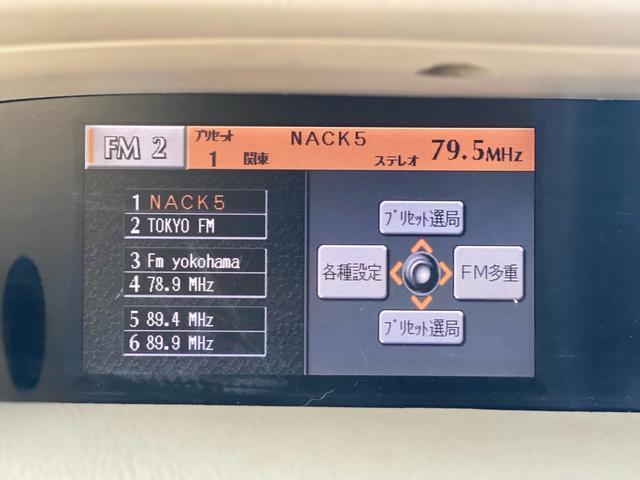 FM 2
プリセット
1 関東
NACK5
ステレオ 79.5MHz
1 NACK5
2 TOKYO FM
3 Fm yokohama
4 78.9 MHz
5 89.4 MHz
6 89.9 MHz
プリセット選局
各種設定
FM多重
プリセット選局